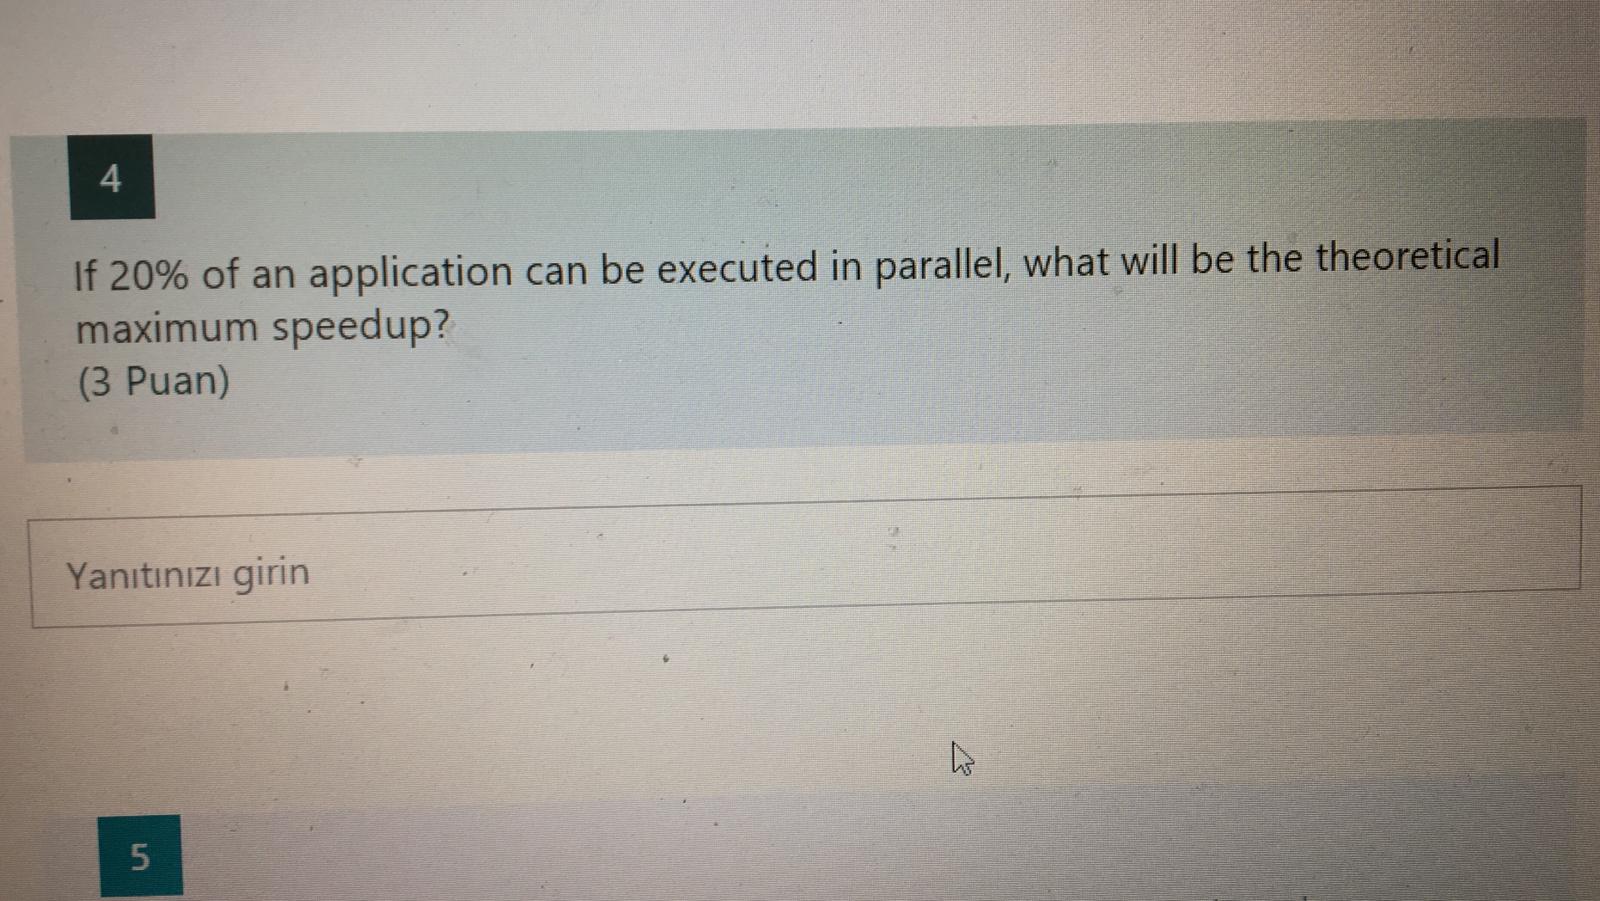 4
If 20% of an application can be executed in parallel, what will be the theoretical
maximum speedup?
(3 Puan)
Yanıtınızı girin
5